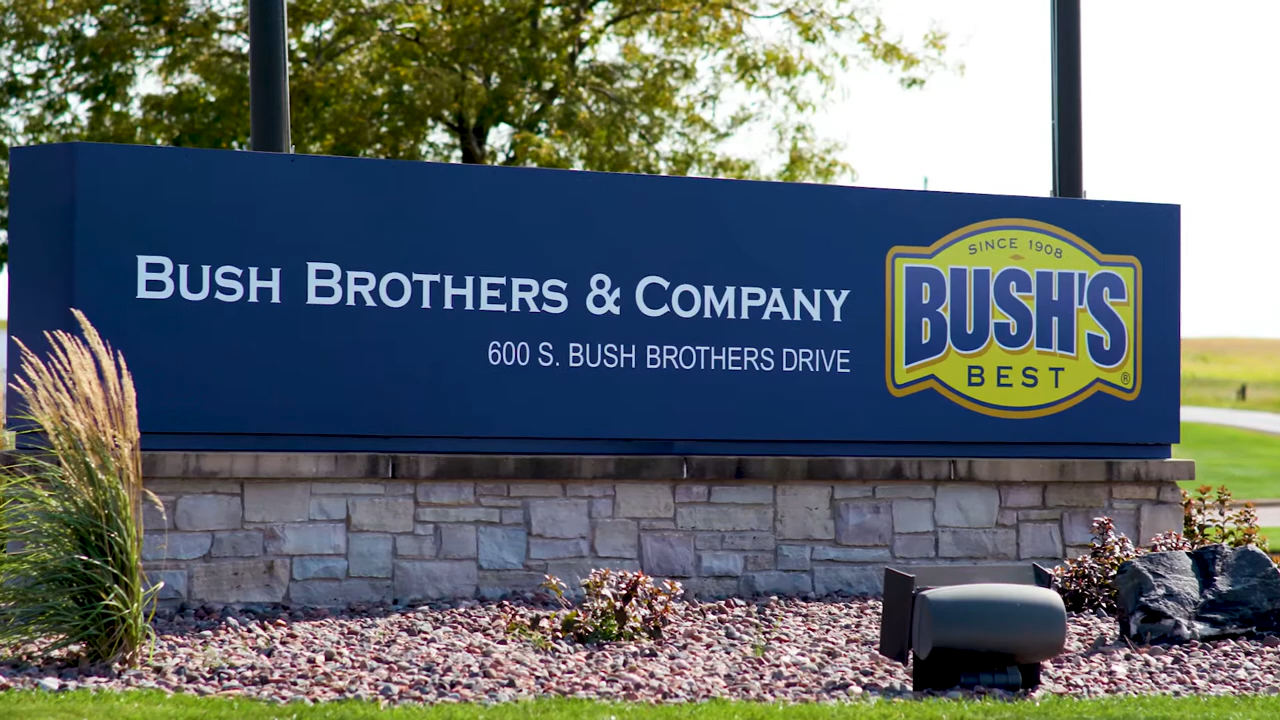 BUSH BROTHERS & COMPANY
600 S. BUSH BROTHERS DRIVE
SINCE 1908
BUSH'S
BEST
®